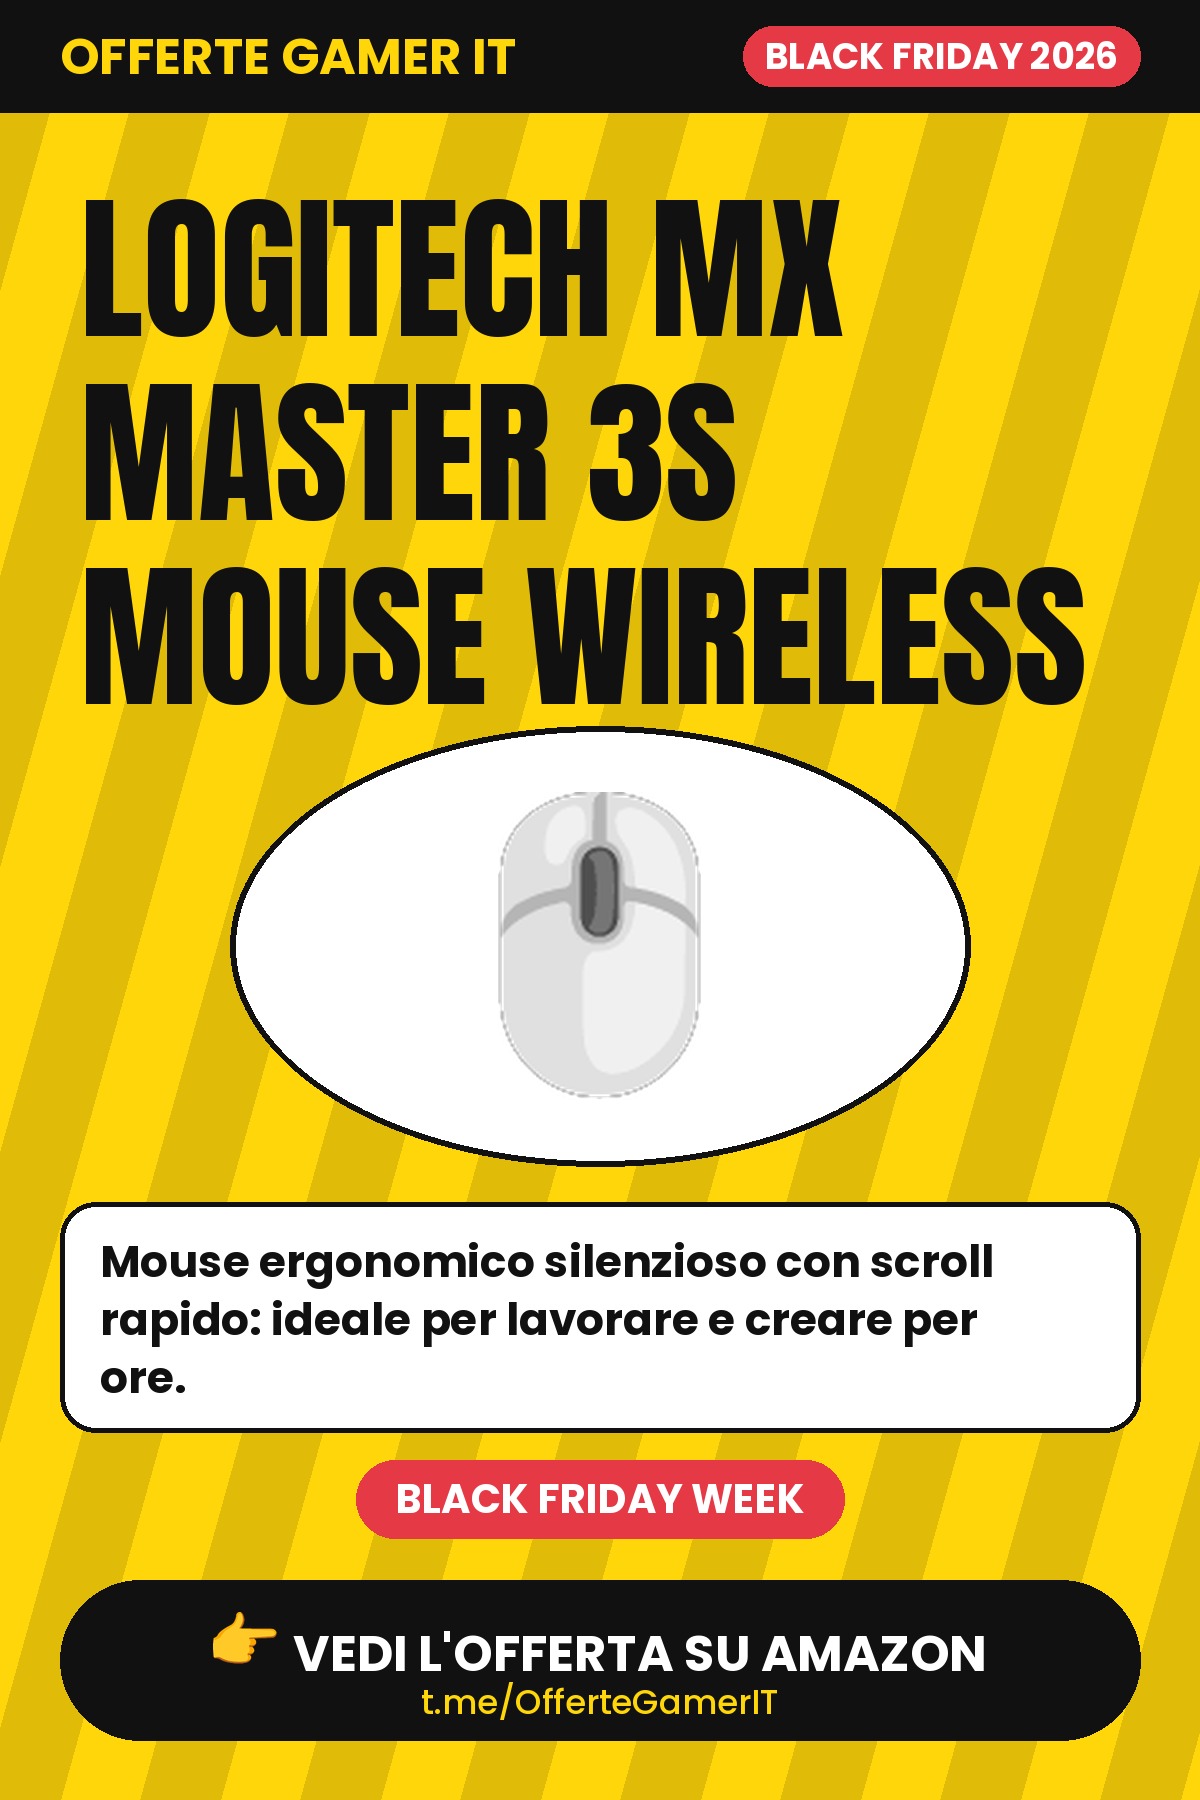 OFFERTE GAMER IT
BLACK FRIDAY 2026
LOGITECH MX
MASTER 3S
MOUSE WIRELESS
Mouse ergonomico silenzioso con scroll
rapido: ideale per lavorare e creare per
ore.
BLACK FRIDAY WEEK
👉 VEDI L'OFFERTA SU AMAZON
t.me/OfferteGamerIT